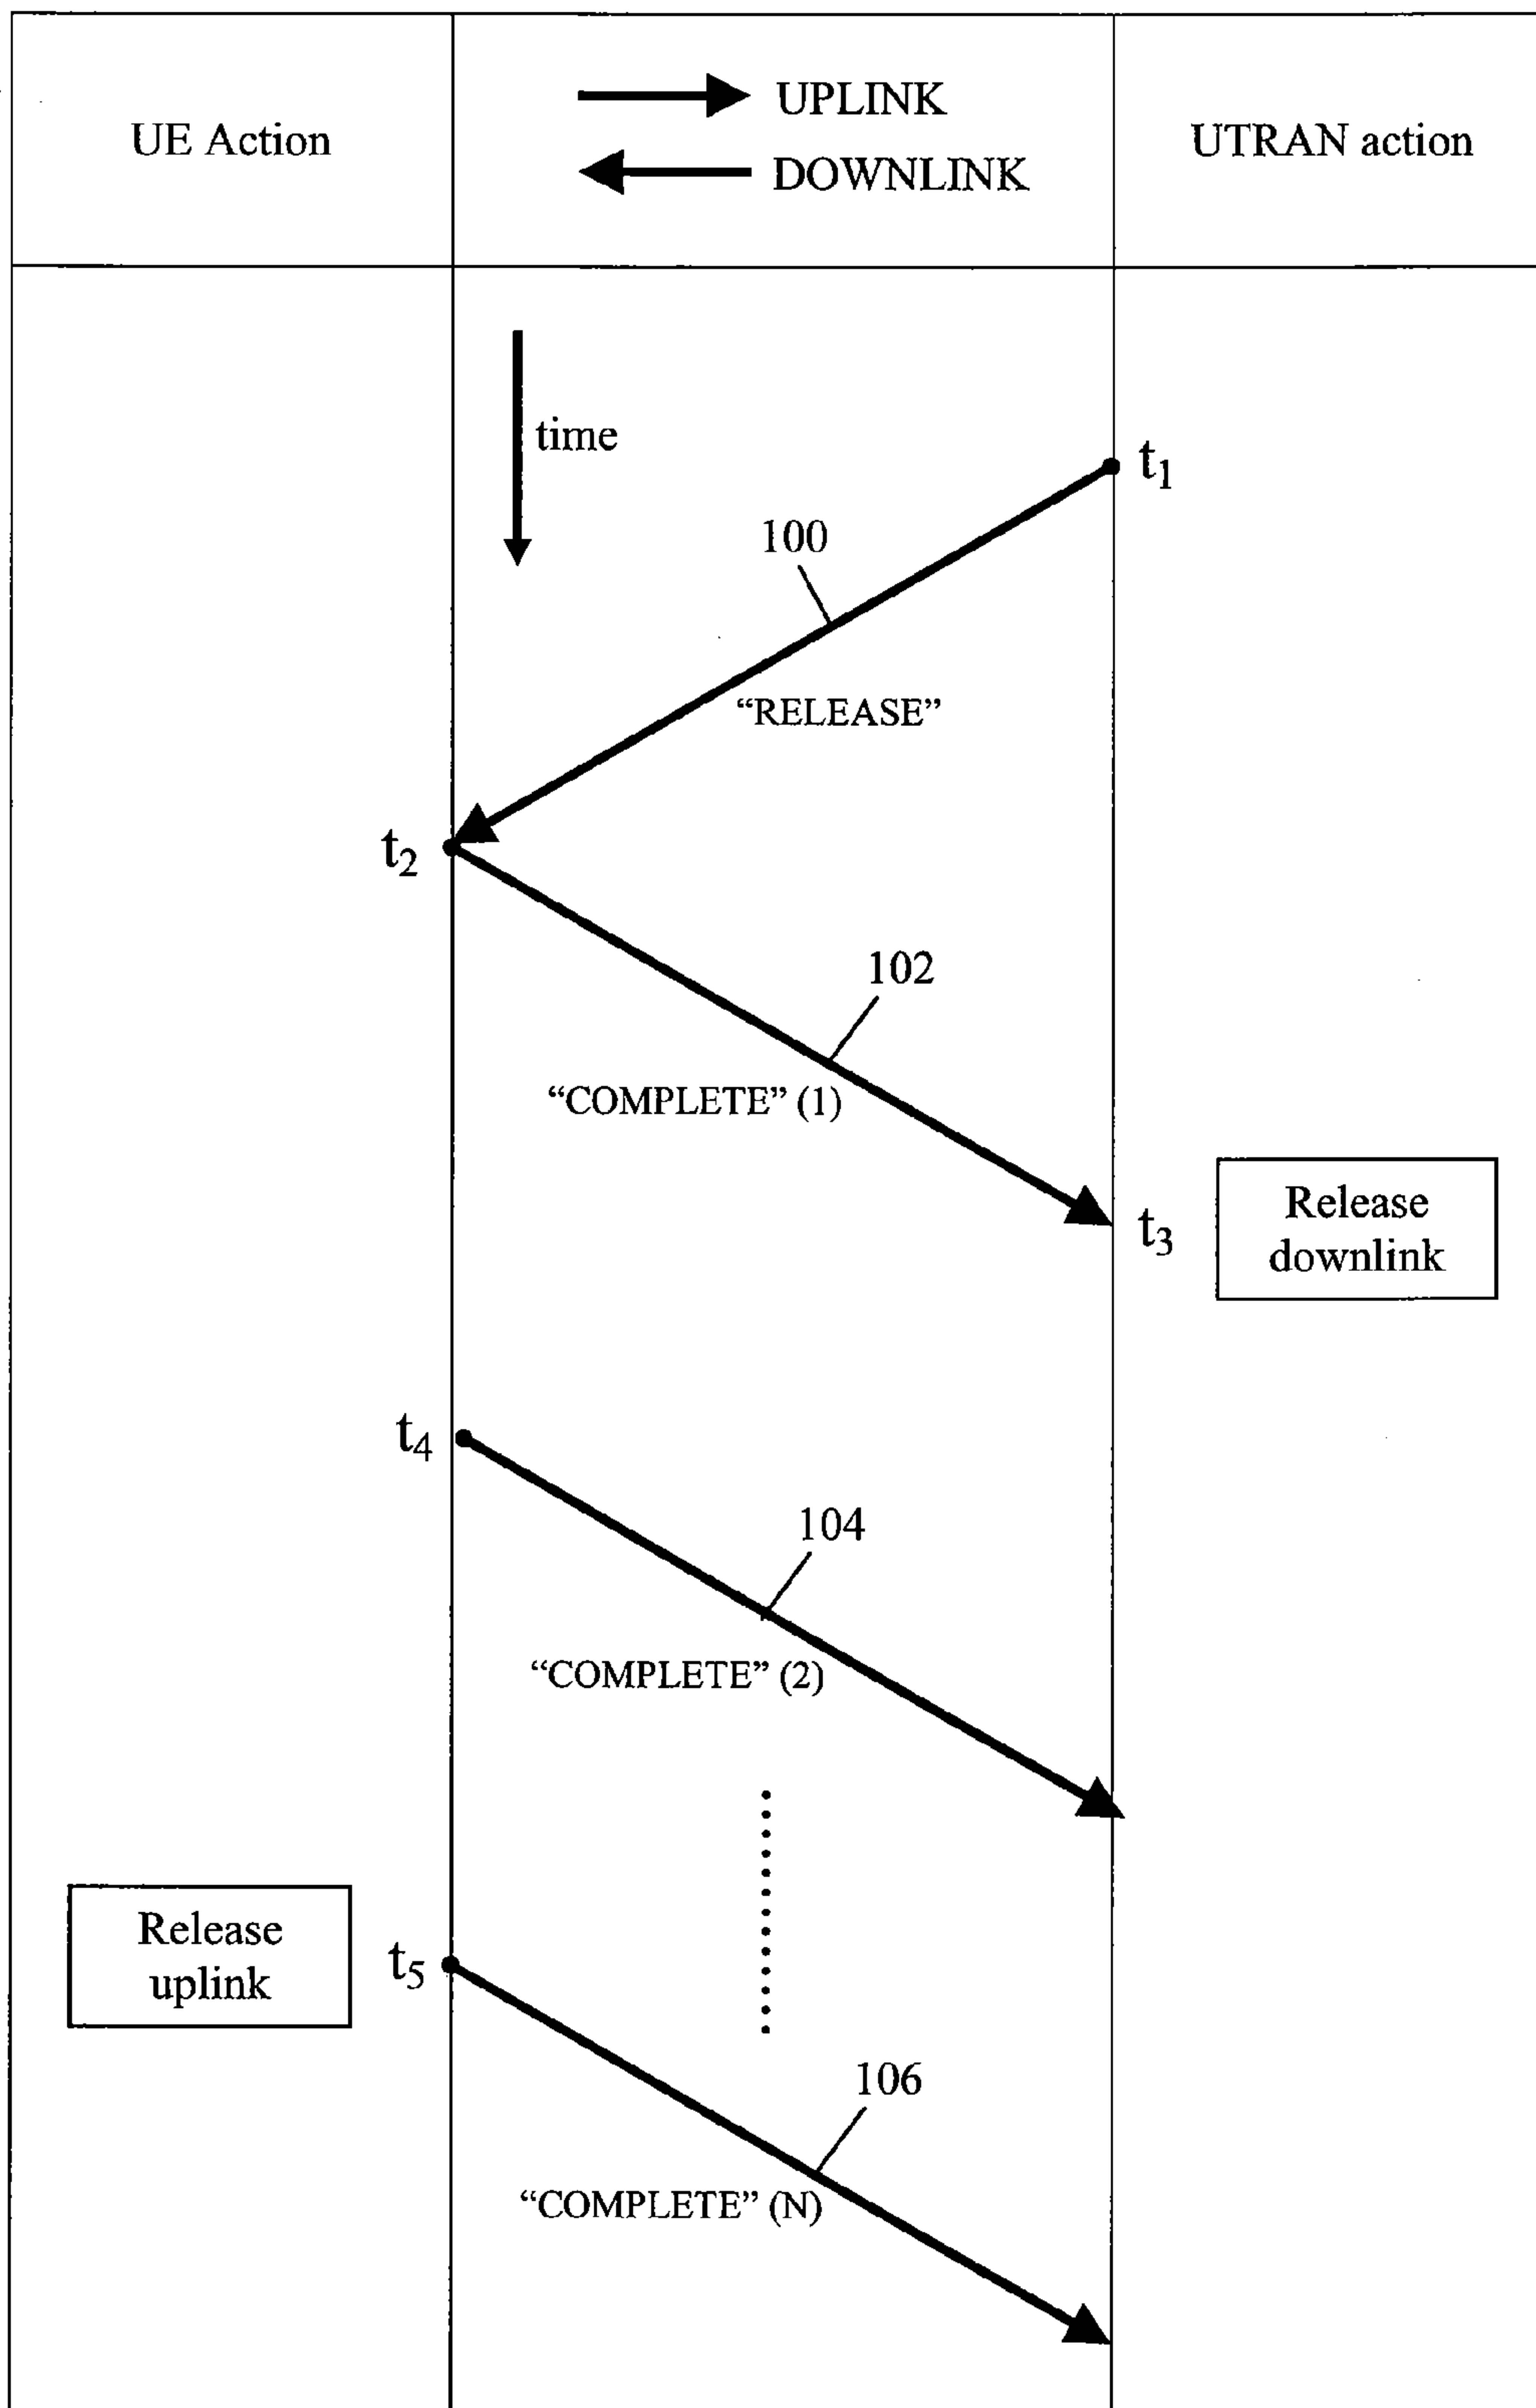 UE Action
UPLINK
DOWNLINK
UTRAN action
time
t1
100
“RELEASE”
t2
102
“COMPLETE” (1)
t3
Release
downlink
t4
104
“COMPLETE” (2)
Release
uplink
t5
106
“COMPLETE” (N)